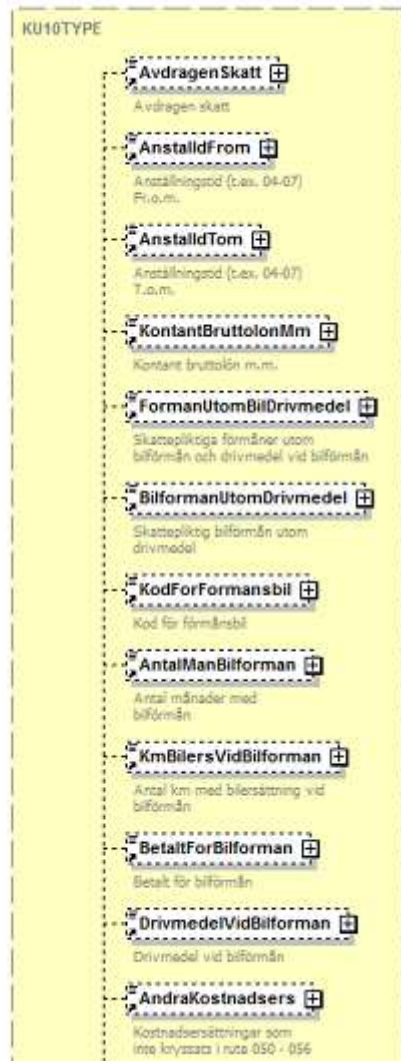 KU10TYPE
AvdragenSkatt
Avdragen skatt
AnstalldFrom
Anställningstid (t.ex. 04-07)
Fr.o.m.
AnstalldTom
Anställningstid (t.ex. 04-07)
T.o.m.
KontantBruttolonMm
Kontant bruttolön m.m.
FormanUtomBilDrivmedel
Skattepliktiga förmåner utom
bilförmån och drivmedel vid bilförmån
BilformanUtomDrivmedel
Skattepliktig bilförmån utom
drivmedel
KodForFormansbil
Kod för förmånsbil
AntalManBilforman
Antal månader med
bilförmån
KmBilersVidBilforman
Antal km med bilersättning vid
bilförmån
BetaltForBilforman
Betalt för bilförmån
DrivmedelVidBilforman
Drivmedel vid bilförmån
AndraKostnadsers
Kostnadsersättningar som
inte kryssats i ruta 050 - 056